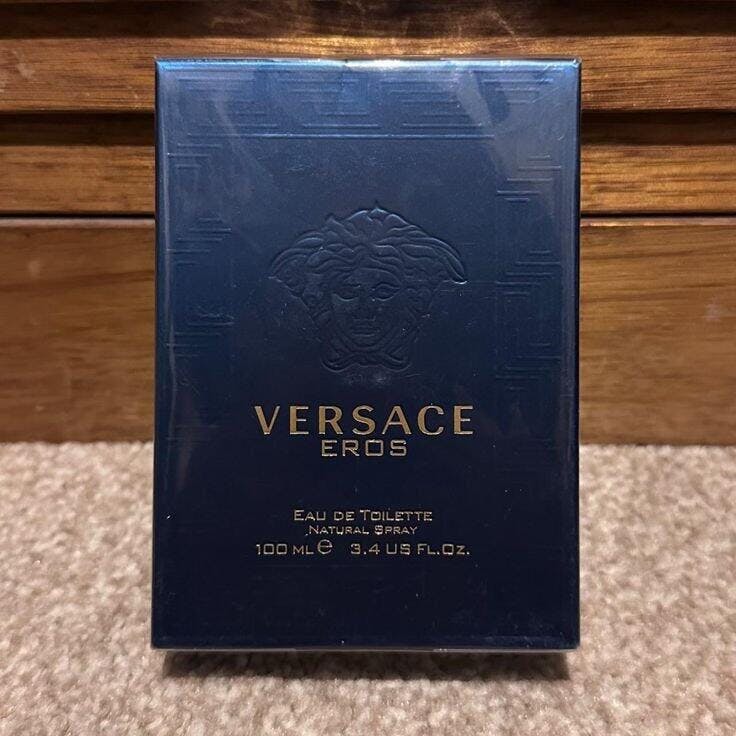 VERSACE
EROS
EAU DE TOILETTE
NATURAL SPRAY
100 ML ℮ 3.4 US FL.OZ.